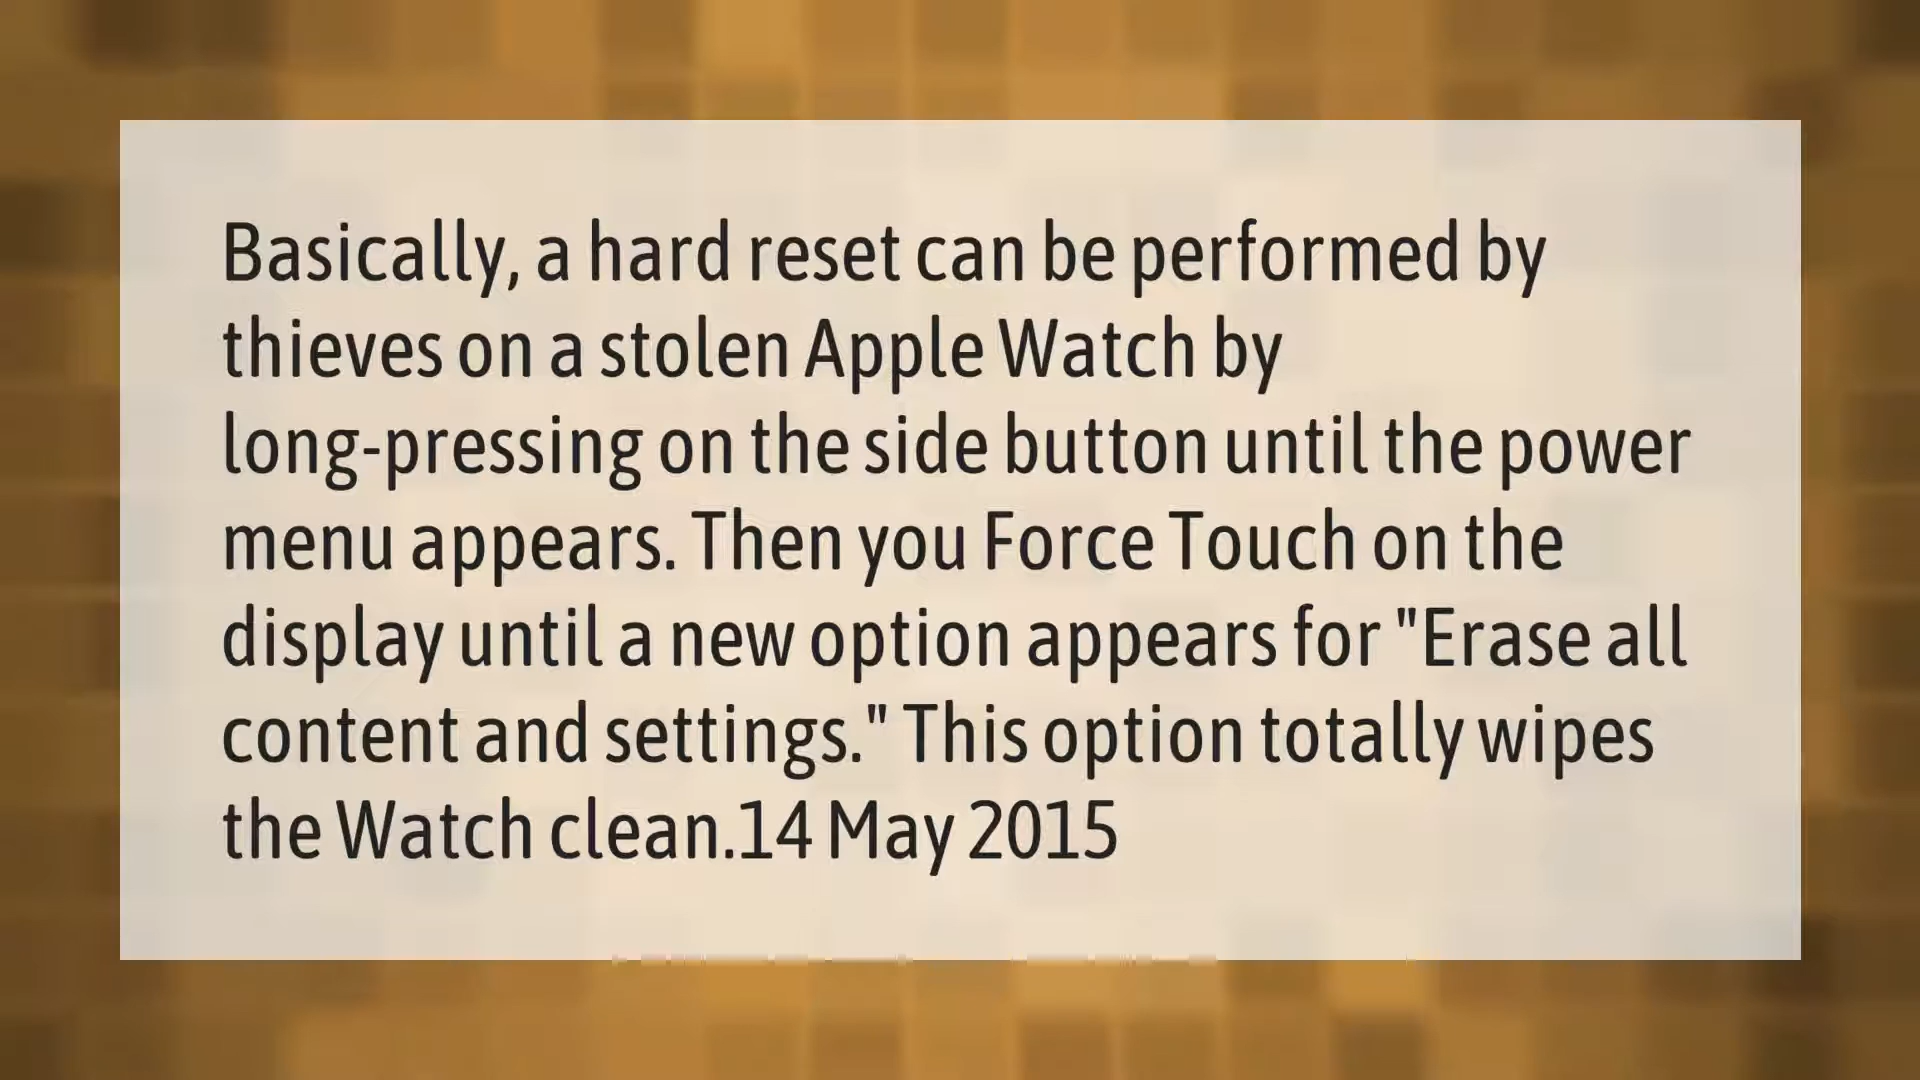 Basically, a hard reset can be performed by
thieves on a stolen Apple Watch by
long-pressing on the side button until the power
menu appears. Then you Force Touch on the
display until a new option appears for "Erase all
content and settings." This option totally wipes
the Watch clean.14 May 2015